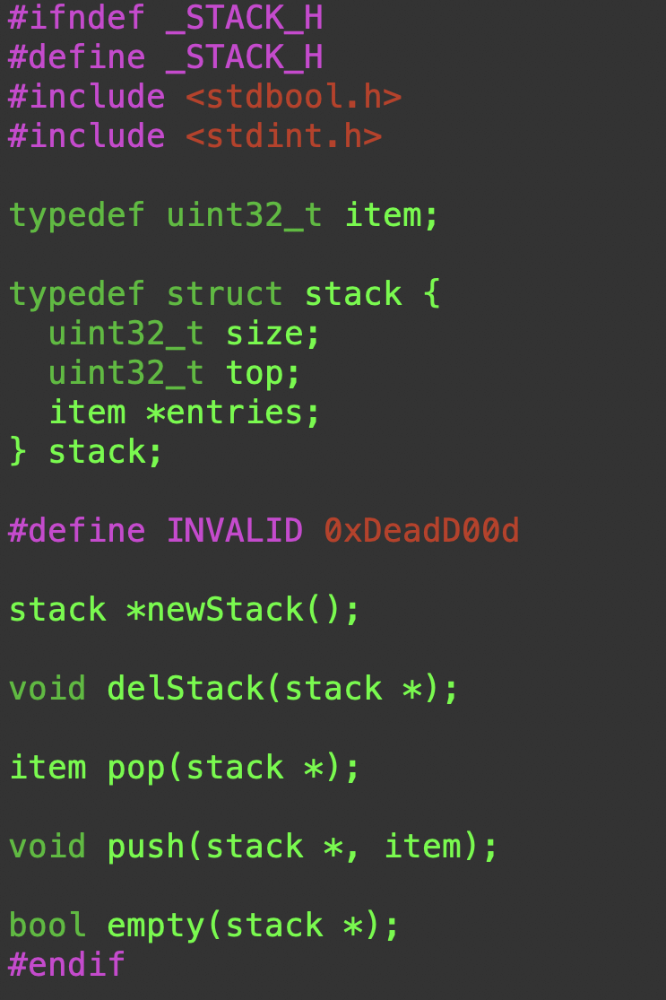 #ifndef _STACK_H
#define _STACK_H
#include <stdbool.h>
#include <stdint.h>

typedef uint32_t item;

typedef struct stack {
  uint32_t size;
  uint32_t top;
  item *entries;
} stack;

#define INVALID 0xDeadD00d

stack *newStack();

void delStack(stack *);

item pop(stack *);

void push(stack *, item);

bool empty(stack *);
#endif